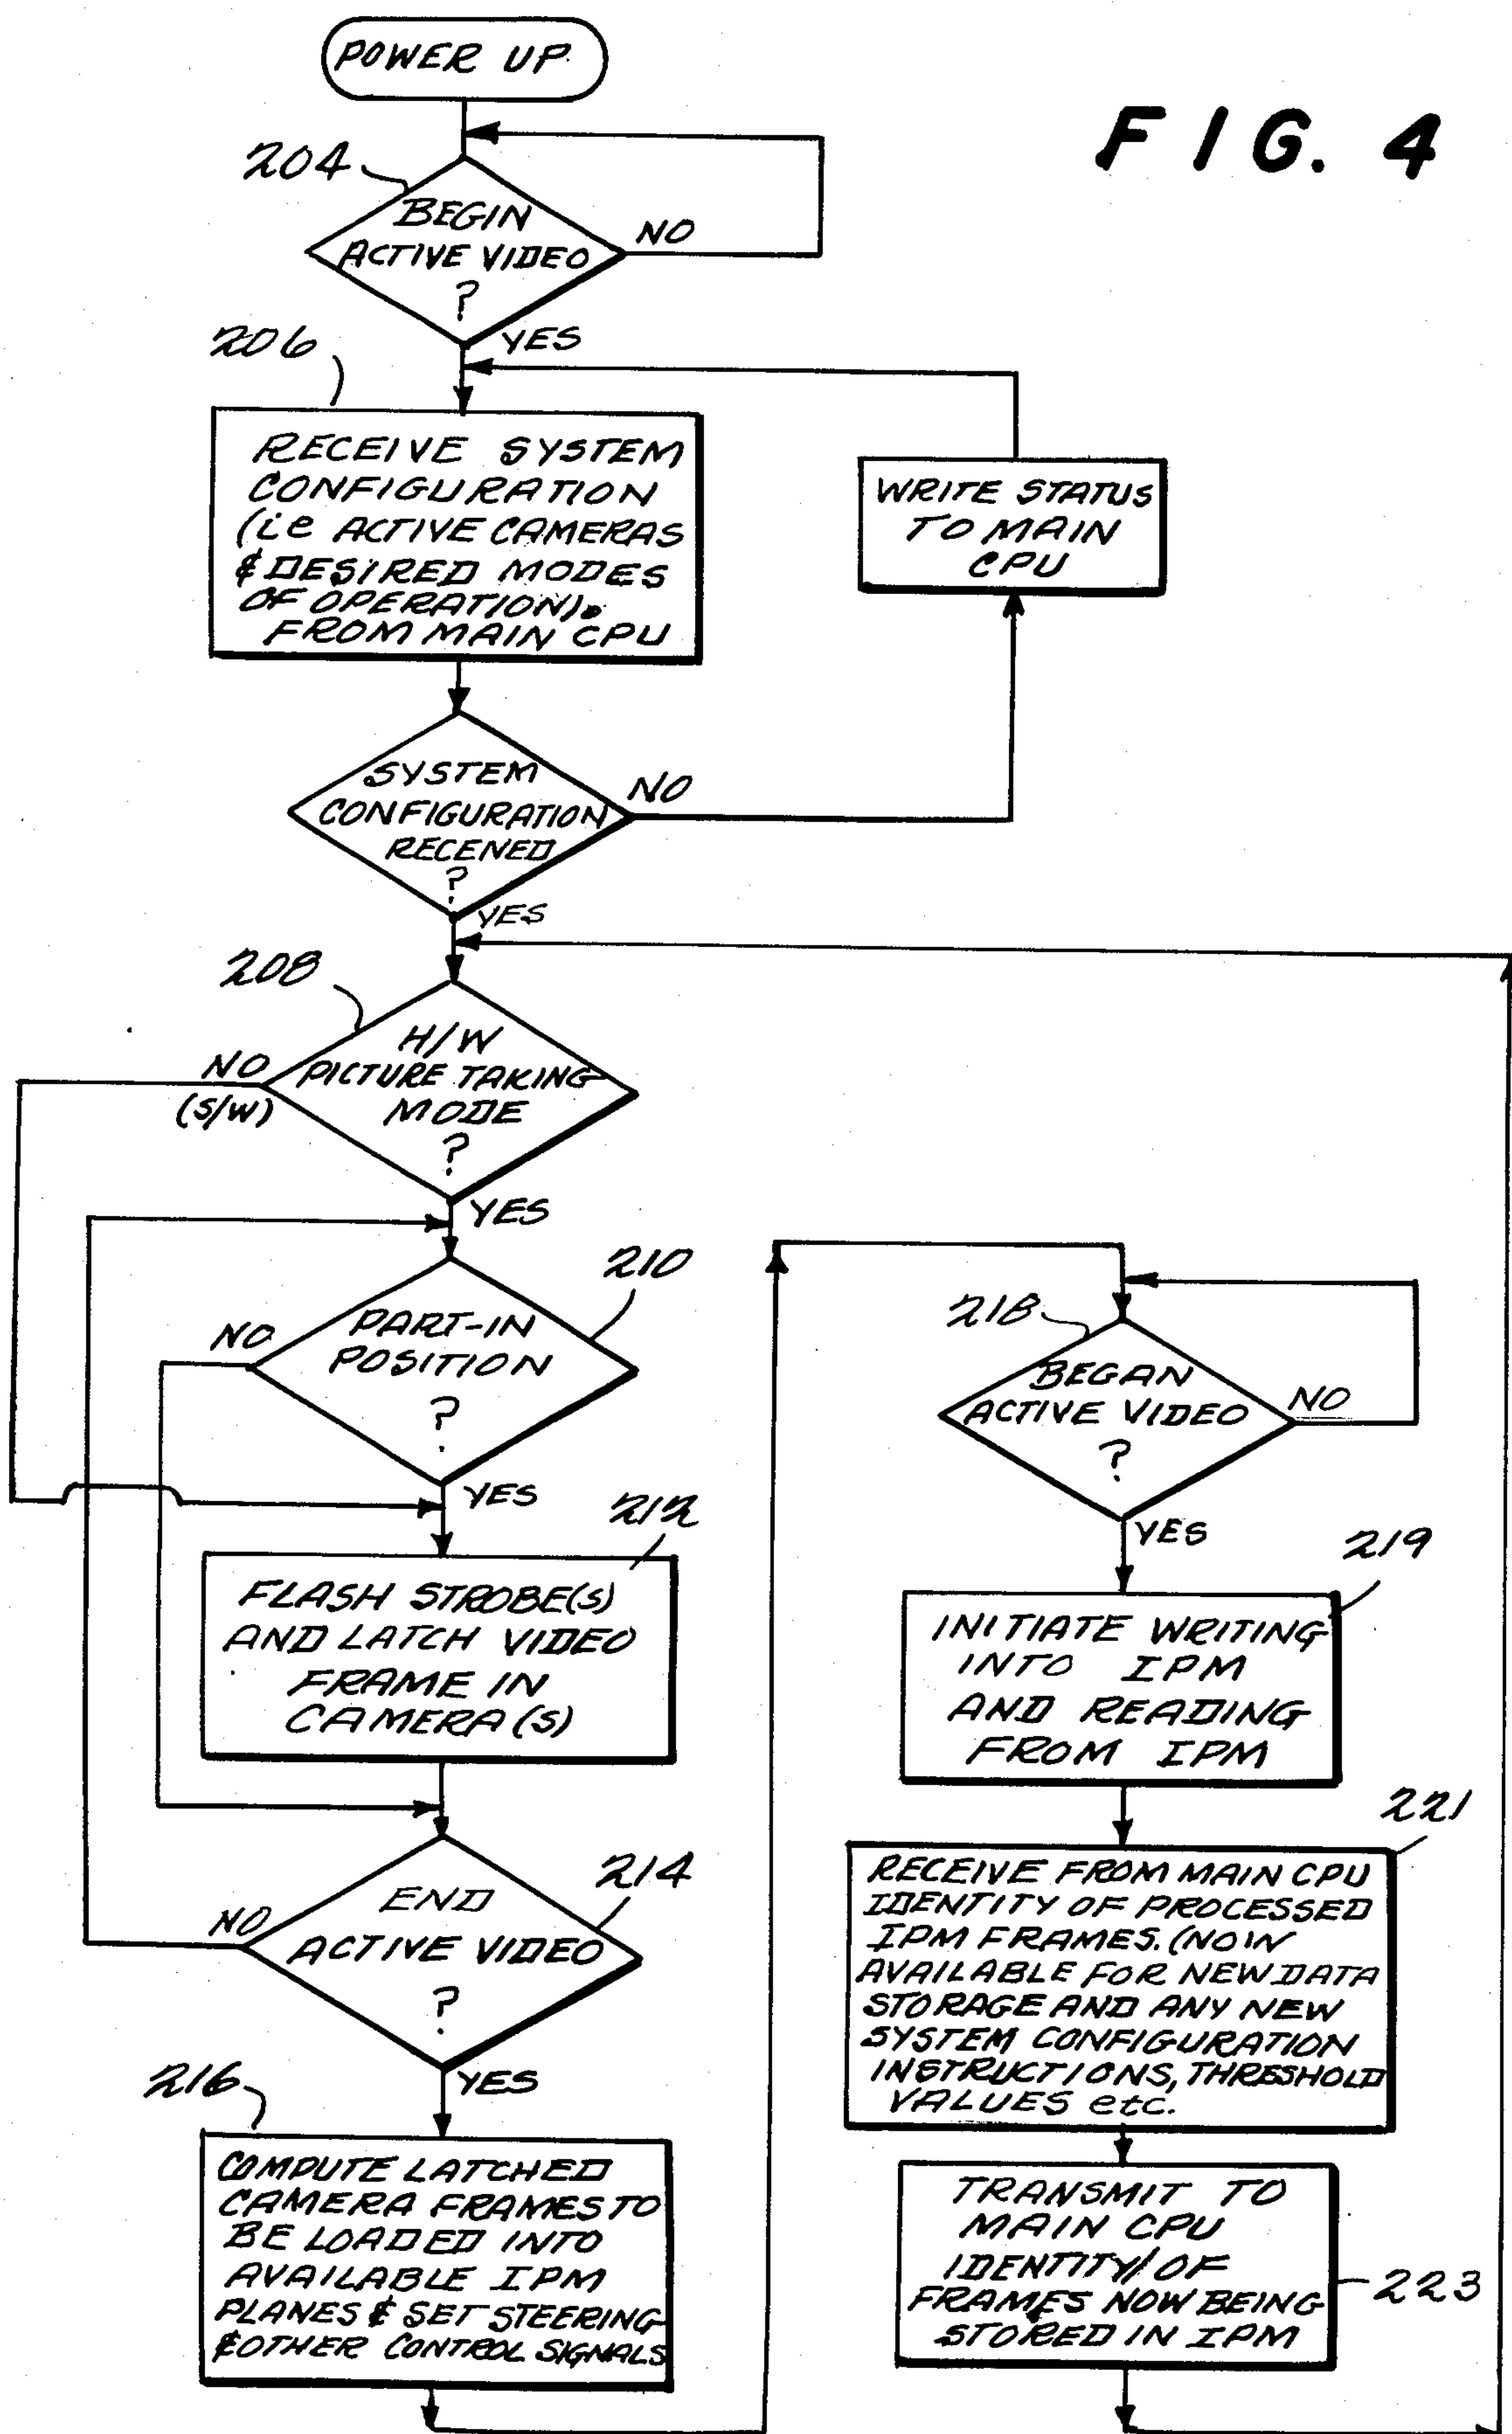 POWER UP
FIG. 4
204
BEGIN
ACTIVE VIDEO
?
NO
YES
206
RECEIVE SYSTEM
CONFIGURATION
(i.e ACTIVE CAMERAS
& DESIRED MODES
OF OPERATION).
FROM MAIN CPU
WRITE STATUS
TO MAIN
CPU
SYSTEM
CONFIGURATION
RECENED
?
NO
YES
208
H/W
PICTURE TAKING
MODE
?
NO
(S/W)
YES
210
PART-IN
POSITION
?
NO
YES
212
FLASH STROBE(S)
AND LATCH VIDEO
FRAME IN
CAMERA(S)
214
END
ACTIVE VIDEO
?
NO
YES
216
COMPUTE LATCHED
CAMERA FRAMES TO
BE LOADED INTO
AVAILABLE IPM
PLANES & SET STEERING
& OTHER CONTROL SIGNALS
218
BEGAN
ACTIVE VIDEO
?
NO
YES
219
INITIATE WRITING
INTO IPM
AND READING
FROM IPM
221
RECEIVE FROM MAIN CPU
IDENTITY OF PROCESSED
IPM FRAMES. (NOW
AVAILABLE FOR NEW DATA
STORAGE AND ANY NEW
SYSTEM CONFIGURATION
INSTRUCTIONS, THRESHOLD
VALUES etc.
TRANSMIT TO
MAIN CPU
IDENTITY/OF
FRAMES NOW BEING
STORED IN IPM
223